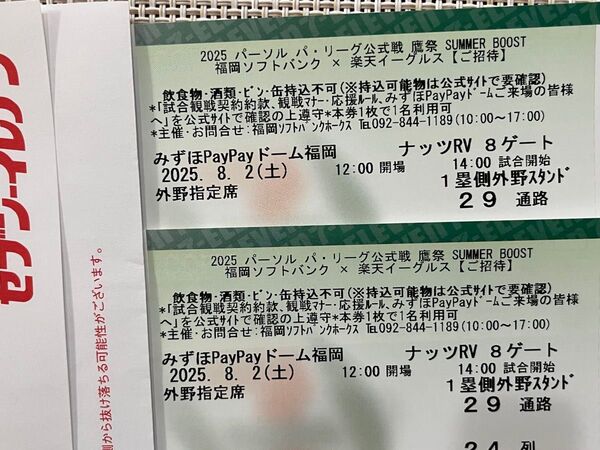 セブン-イレブン
側から抜け落ちる可能性がございます。
2025 パーソル パ・リーグ公式戦 鷹祭 SUMMER BOOST
福岡ソフトバンク × 楽天イーグルス【ご招待】
飲食物・酒類・ビン・缶持込不可(※持込可能物は公式サイトで要確認)
*「試合観戦契約約款、観戦マナー・応援ルール、みずほPayPayドームご来場の皆様
へ」を公式サイトで確認の上遵守*本券1枚で1名利用可
*主催・お問合せ:福岡ソフトバンクホークス ℡092-844-1189(10:00~17:00)
みずほPayPayドーム福岡 ナッツRV 8ゲート
2025. 8. 2(土) 12:00 開場 14:00 試合開始
外野指定席 1塁側外野スタンド
29 通路
2025 パーソル パ・リーグ公式戦 鷹祭 SUMMER BOOST
福岡ソフトバンク × 楽天イーグルス【ご招待】
飲食物・酒類・ビン・缶持込不可(※持込可能物は公式サイトで要確認)
*「試合観戦契約約款、観戦マナー・応援ルール、みずほPayPayドームご来場の皆様
へ」を公式サイトで確認の上遵守*本券1枚で1名利用可
*主催・お問合せ:福岡ソフトバンクホークス ℡092-844-1189(10:00~17:00)
みずほPayPayドーム福岡 ナッツRV 8ゲート
2025. 8. 2(土) 12:00 開場 14:00 試合開始
外野指定席 1塁側外野スタンド
29 通路
24 列